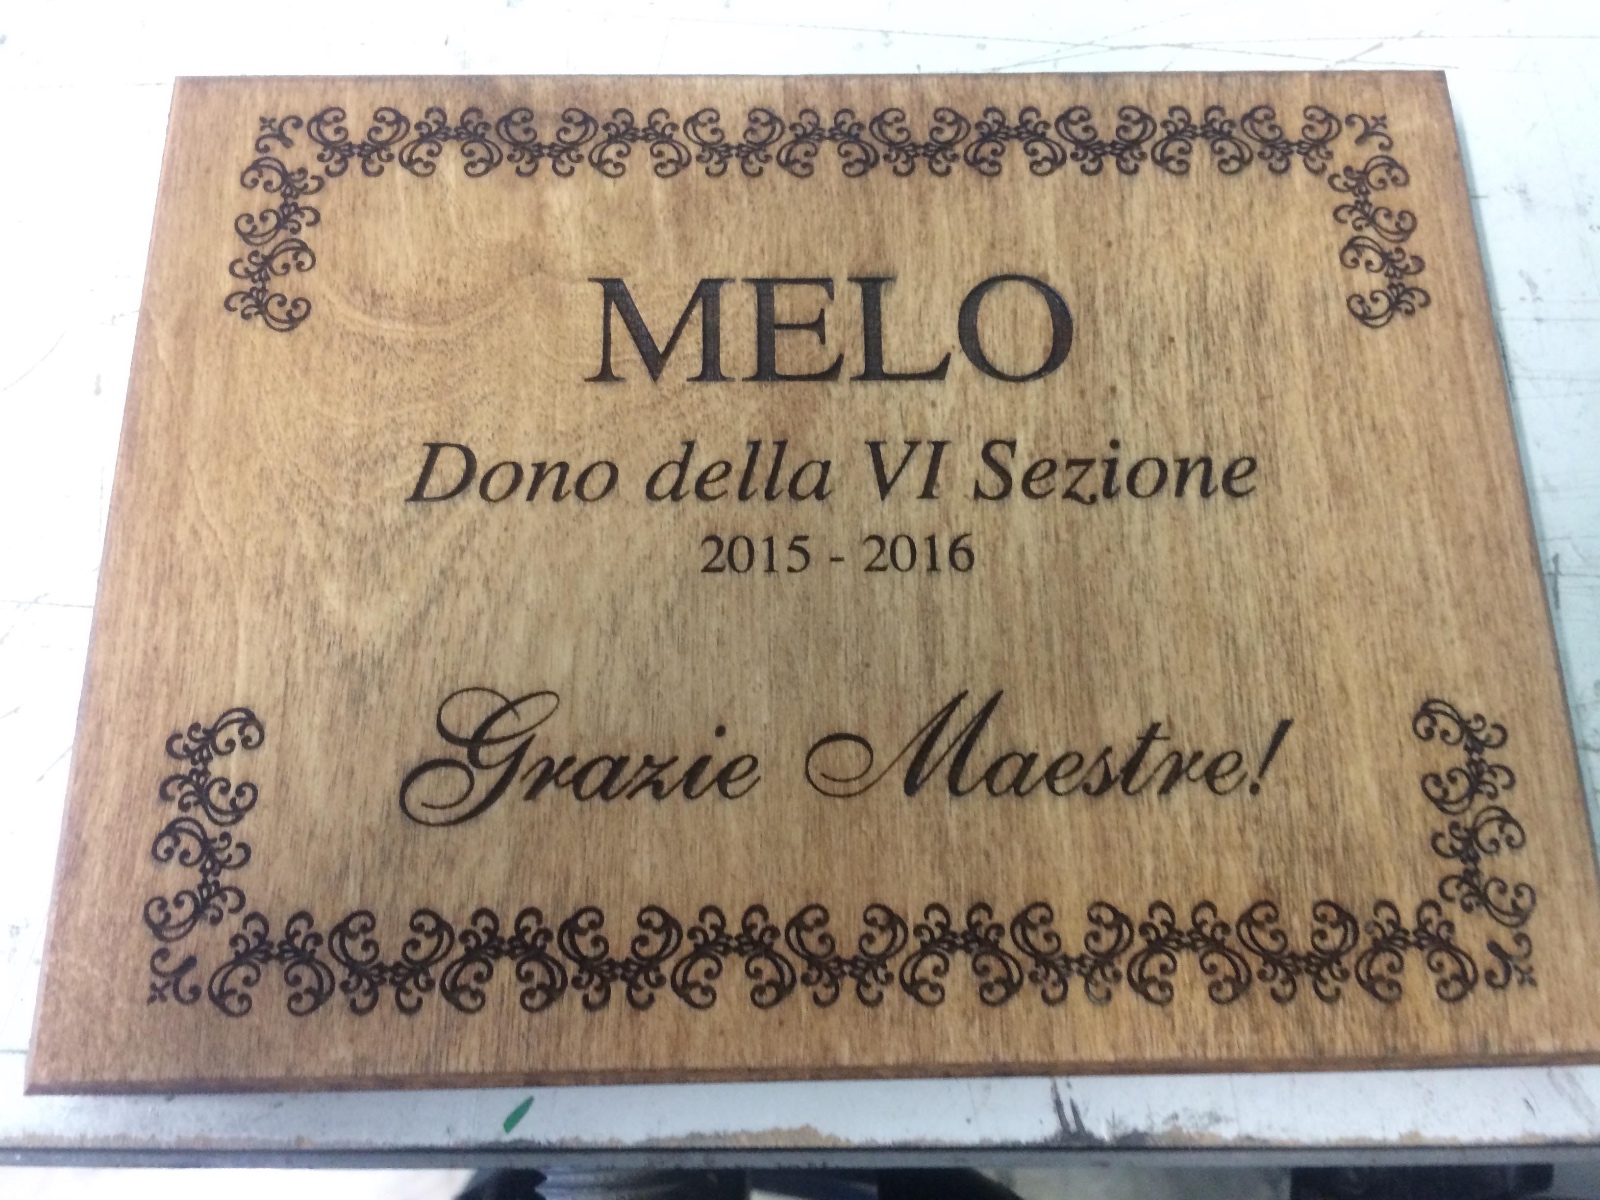 MELO
Dono della VI Sezione
2015 - 2016
Grazie Maestre!